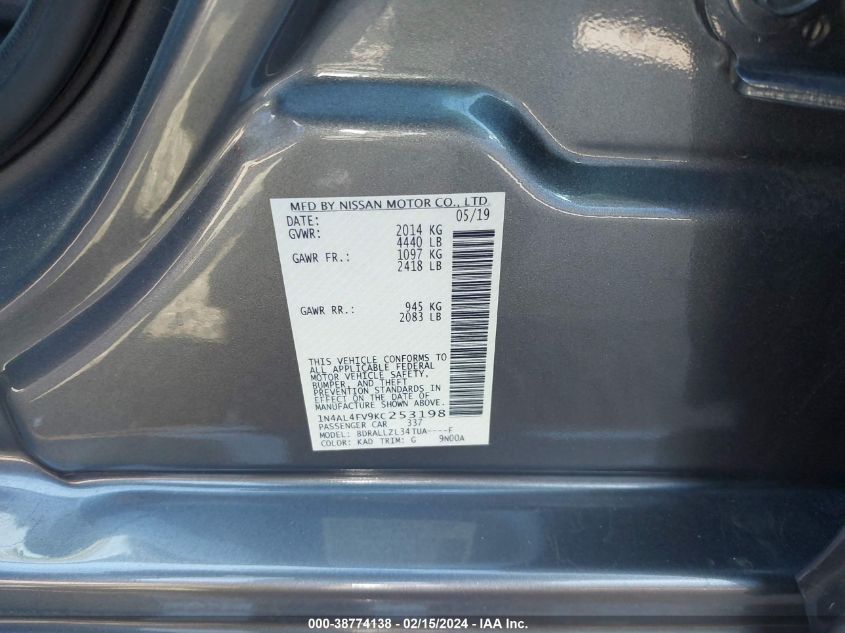 MFD BY NISSAN MOTOR CO., LTD
DATE: 05/19
GVWR: 2014 KG
4440 LB
GAWR FR.: 1097 KG
2418 LB
GAWR RR.: 945 KG
2083 LB
THIS VEHICLE CONFORMS TO
ALL APPLICABLE FEDERAL
MOTOR VEHICLE SAFETY,
BUMPER, AND THEFT
PREVENTION STANDARDS IN
EFFECT ON THE DATE OF
MANUFACTURE SHOWN ABOVE.
1N4AL4FV9KC253198
PASSENGER CAR 337
MODEL: BDRALLZL34TUA----F
COLOR: KAD TRIM: G 9N00A
000-38774138 - 02/15/2024 - IAA Inc.